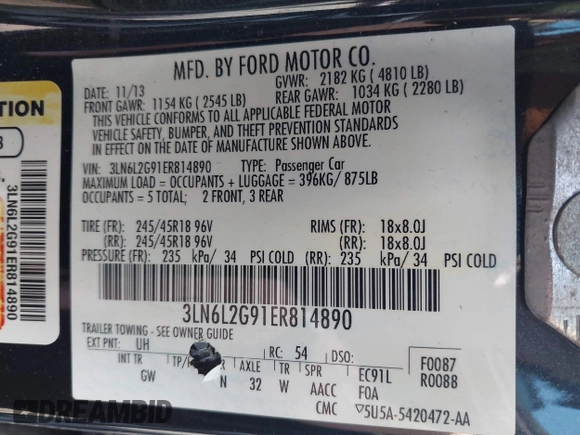 MFD. BY FORD MOTOR CO.
DATE: 11/13 GVWR: 2182 KG ( 4810 LB)
FRONT GAWR: 1154 KG ( 2545 LB) REAR GAWR: 1034 KG ( 2280 LB)
THIS VEHICLE CONFORMS TO ALL APPLICABLE FEDERAL MOTOR
VEHICLE SAFETY, BUMPER, AND THEFT PREVENTION STANDARDS
IN EFFECT ON THE DATE OF MANUFACTURE SHOWN ABOVE.
VIN: 3LN6L2G91ER814890 TYPE: Passenger Car
MAXIMUM LOAD = OCCUPANTS + LUGGAGE = 396KG/ 875LB
OCCUPANTS = 5 TOTAL; 2 FRONT, 3 REAR
TIRE (FR): 245/45R18 96V RIMS (FR): 18x8.0J
(RR): 245/45R18 96V (RR): 18x8.0J
PRESSURE (FR) 235 kPa/ 34 PSI COLD (RR) 235 kPa/ 34 PSI COLD
3LN6L2G91ER814890
TRAILER TOWING - SEE OWNER GUIDE
EXT PNT: UH RC: 54 DSO: F0087
INT TR TP/ AXLE TR SPR EC91L R0088
GW N 32 W AACC FOA
CMC 5U5A-5420472-AA
TION
3
3LN6L2G91ER814890
DREAMBID